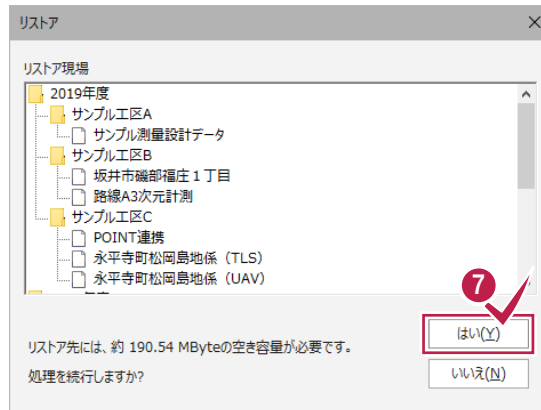 リストア
リストア現場
2019年度
サンプル工区A
サンプル測量設計データ
サンプル工区B
坂井市磯部福庄１丁目
路線A3次元計測
サンプル工区C
POINT連携
永平寺町松岡島地係（TLS）
永平寺町松岡島地係（UAV）
7
はい(Y)
リストア先には、約 190.54 MByteの空き容量が必要です。
処理を続行しますか?
いいえ(N)